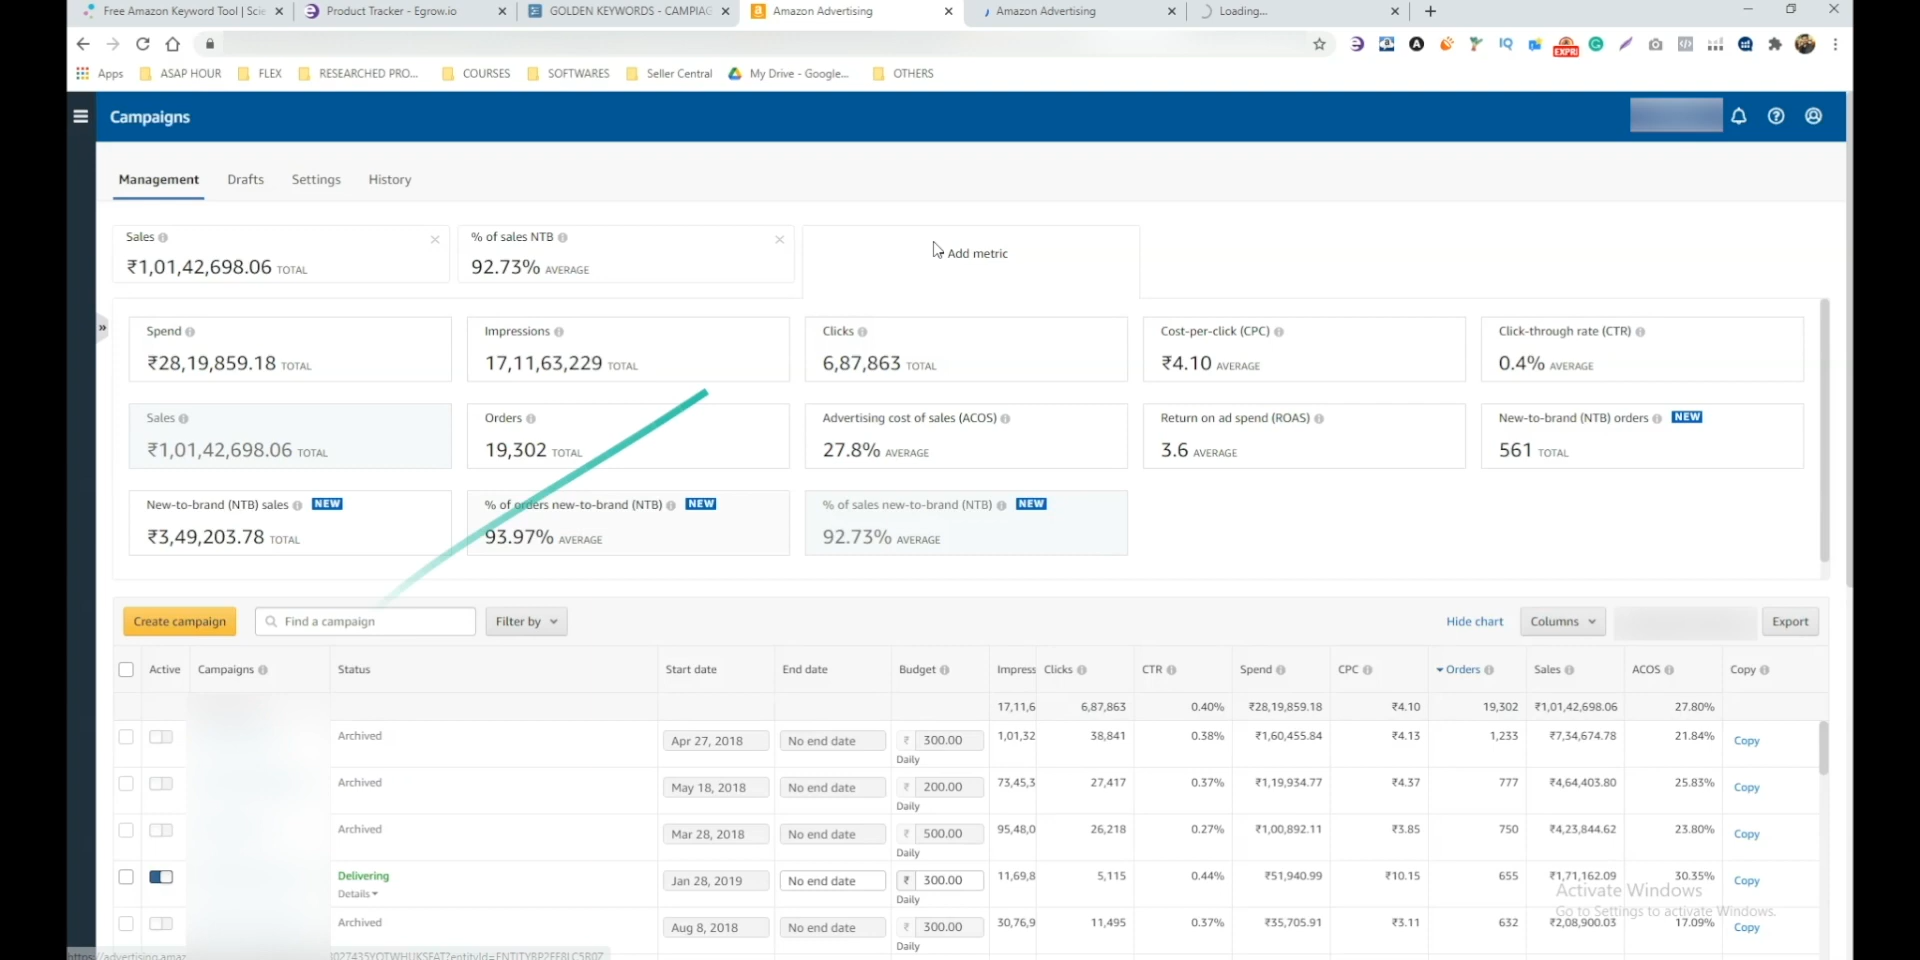 Free Amazon Keyword Tool | Scie
Product Tracker - Egrow.io
GOLDEN KEYWORDS - CAMPIAG
Amazon Advertising
Amazon Advertising
Loading...
Apps
ASAP HOUR
FLEX
RESEARCHED PRO...
COURSES
SOFTWARES
Seller Central
My Drive - Google...
OTHERS
IQ
EXPRI
Campaigns
Management Drafts Settings History
Sales
₹1,01,42,698.06 TOTAL
% of sales NTB
92.73% AVERAGE
Add metric
Spend
₹28,19,859.18 TOTAL
Impressions
17,11,63,229 TOTAL
Clicks
6,87,863 TOTAL
Cost-per-click (CPC)
₹4.10 AVERAGE
Click-through rate (CTR)
0.4% AVERAGE
Sales
₹1,01,42,698.06 TOTAL
Orders
19,302 TOTAL
Advertising cost of sales (ACOS)
27.8% AVERAGE
Return on ad spend (ROAS)
3.6 AVERAGE
New-to-brand (NTB) orders NEW
561 TOTAL
New-to-brand (NTB) sales NEW
₹3,49,203.78 TOTAL
% of orders new-to-brand (NTB) NEW
93.97% AVERAGE
% of sales new-to-brand (NTB) NEW
92.73% AVERAGE
Create campaign Find a campaign Filter by Hide chart Columns Export
Active Campaigns Status Start date End date Budget Impress Clicks CTR Spend CPC Orders Sales ACOS Copy
17,11,6 6,87,863 0.40% ₹28,19,859.18 ₹4.10 19,302 ₹1,01,42,698.06 27.80%
Archived Apr 27, 2018 No end date ₹ 300.00 1,01,32 38,841 0.38% ₹1,60,455.84 ₹4.13 1,233 ₹7,34,674.78 21.84% Copy
Daily
Archived May 18, 2018 No end date ₹ 200.00 73,45,3 27,417 0.37% ₹1,19,934.77 ₹4.37 777 ₹4,64,403.80 25.83% Copy
Daily
Archived Mar 28, 2018 No end date ₹ 500.00 95,48,0 26,218 0.27% ₹1,00,892.11 ₹3.85 750 ₹4,23,844.62 23.80% Copy
Daily
Delivering Jan 28, 2019 No end date ₹ 300.00 11,69,8 5,115 0.44% ₹51,940.99 ₹10.15 655 ₹1,71,162.09 30.35% Copy
Details Daily
Activate Windows
Go to Settings to activate Windows.
Archived Aug 8, 2018 No end date ₹ 300.00 30,76,9 11,495 0.37% ₹35,705.91 ₹3.11 632 ₹2,08,900.03 17.09% Copy
Daily